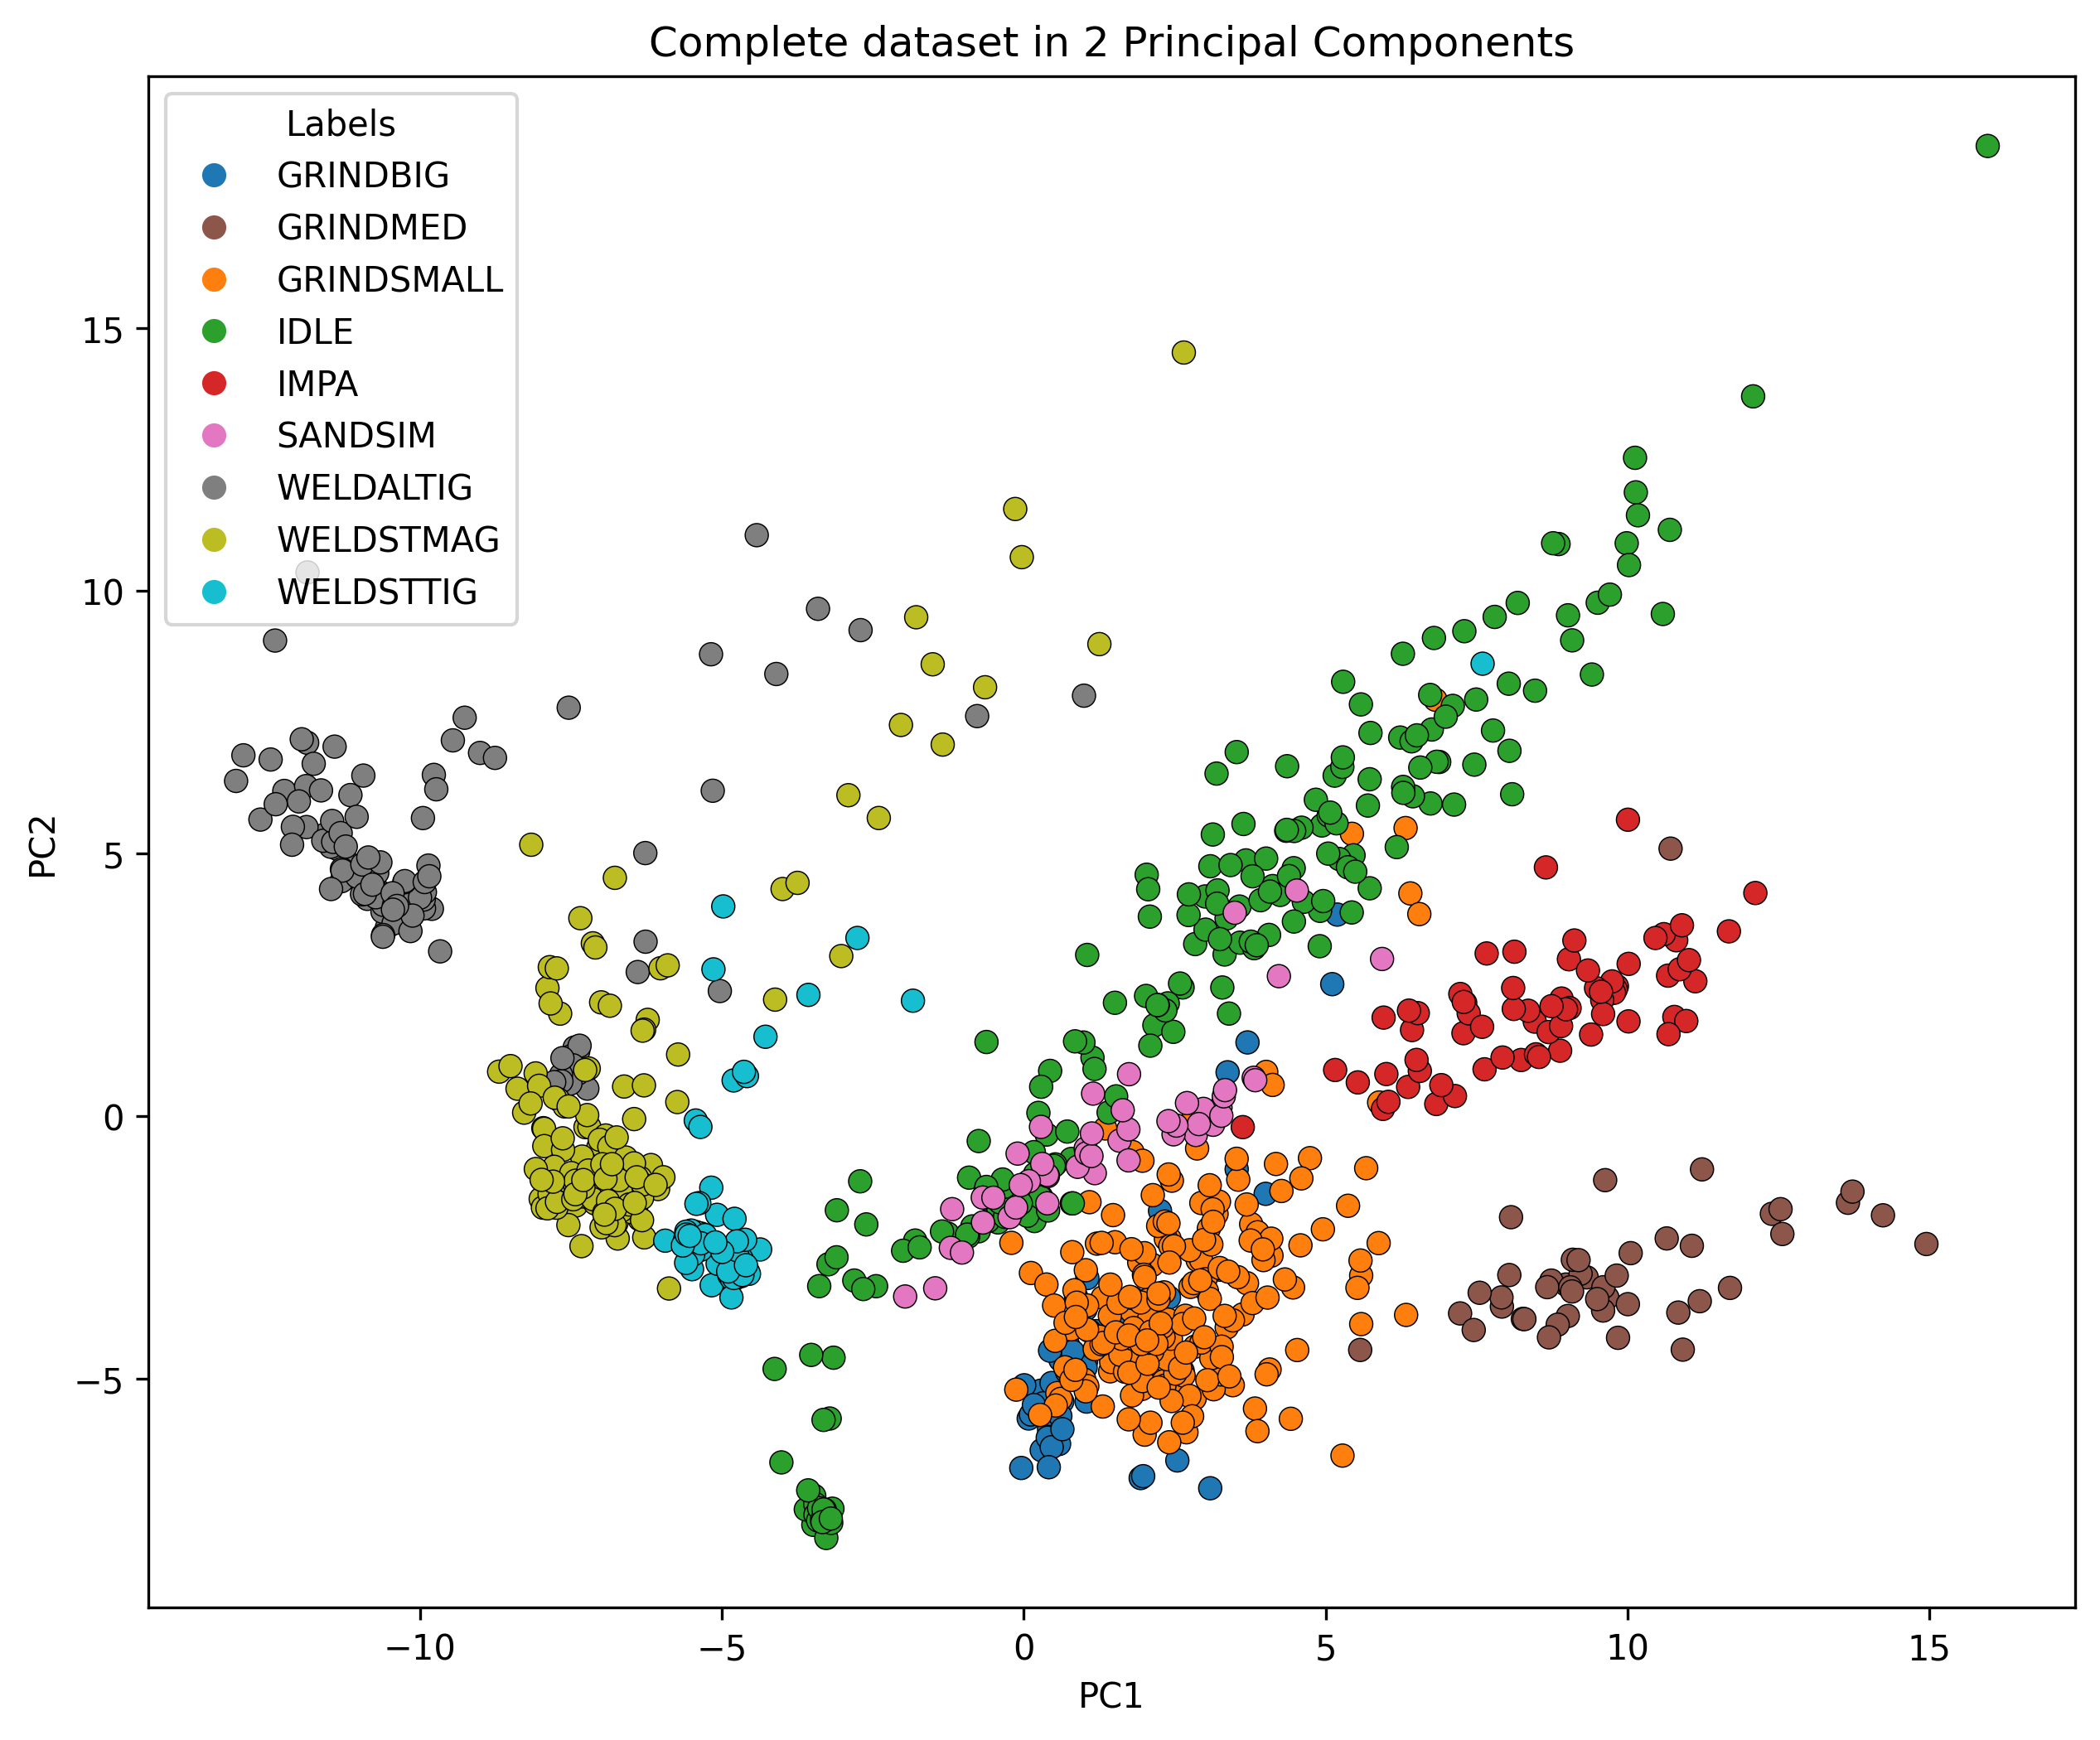 Complete dataset in 2 Principal Components
Labels
GRINDBIG
GRINDMED
GRINDSMALL
IDLE
IMPA
SANDSIM
WELDALTIG
WELDSTMAG
WELDSTTIG
15
10
5
0
−5
PC2
−10
−5
0
5
10
15
PC1